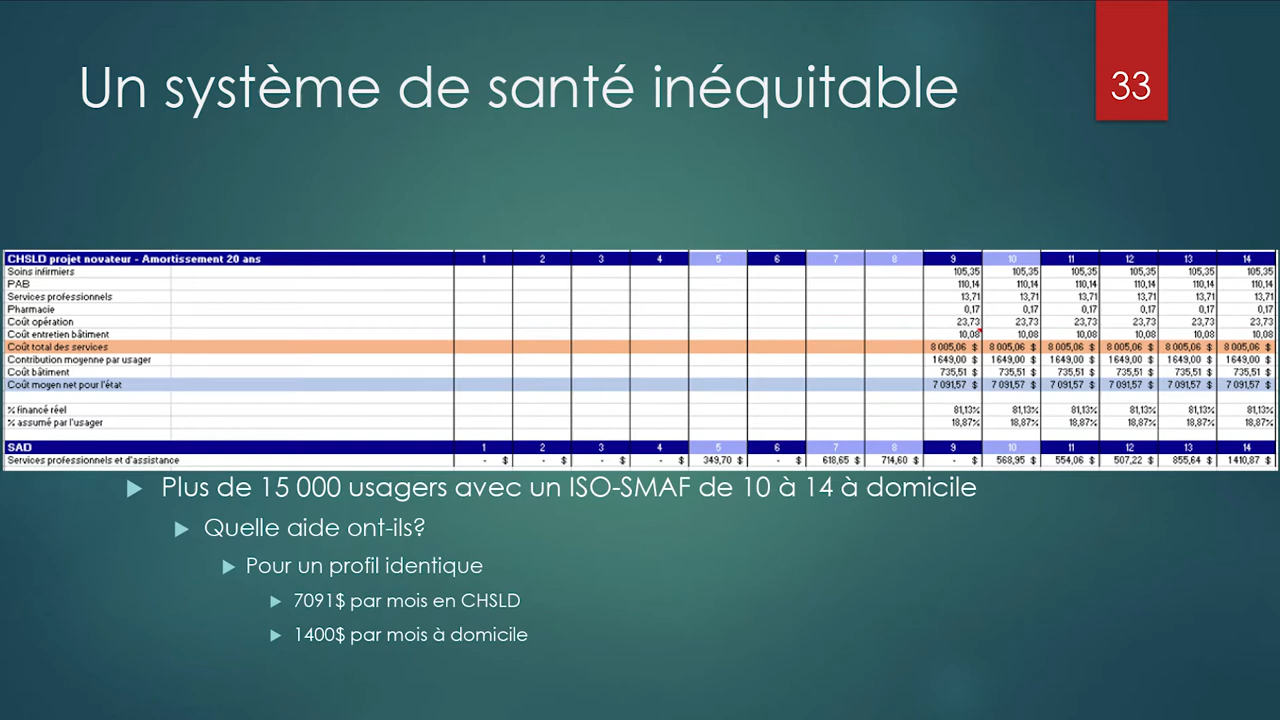 Un système de santé inéquitable
33
CHSLD projet novateur - Amortissement 20 ans 1 2 3 4 5 6 7 8 9 10 11 12 13 14
Soins infirmiers 105,35 105,35 105,35 105,35 105,35 105,35
PAB 110,14 110,14 110,14 110,14 110,14 110,14
Services professionnels 13,71 13,71 13,71 13,71 13,71 13,71
Pharmacie 0,17 0,17 0,17 0,17 0,17 0,17
Coût opération 23,73 23,73 23,73 23,73 23,73 23,73
Coût entretien bâtiment 10,08 10,08 10,08 10,08 10,08 10,08
Coût total des services 8 005,06 $ 8 005,06 $ 8 005,06 $ 8 005,06 $ 8 005,06 $ 8 005,06 $
Contribution moyenne par usager 1 649,00 $ 1 649,00 $ 1 649,00 $ 1 649,00 $ 1 649,00 $ 1 649,00 $
Coût bâtiment 735,51 $ 735,51 $ 735,51 $ 735,51 $ 735,51 $ 735,51 $
Coût moyen net pour l'état 7 091,57 $ 7 091,57 $ 7 091,57 $ 7 091,57 $ 7 091,57 $ 7 091,57 $
% financé réel 81,13% 81,13% 81,13% 81,13% 81,13% 81,13%
% assumé par l'usager 18,87% 18,87% 18,87% 18,87% 18,87% 18,87%
SAD 1 2 3 4 5 6 7 8 9 10 11 12 13 14
Services professionnels et d'assistance - $ - $ - $ - $ 349,70 $ - $ 618,65 $ 714,60 $ - $ 568,95 $ 554,06 $ 507,22 $ 855,64 $ 1410,87 $
Plus de 15 000 usagers avec un ISO-SMAF de 10 à 14 à domicile
Quelle aide ont-ils?
Pour un profil identique
7091$ par mois en CHSLD
1400$ par mois à domicile